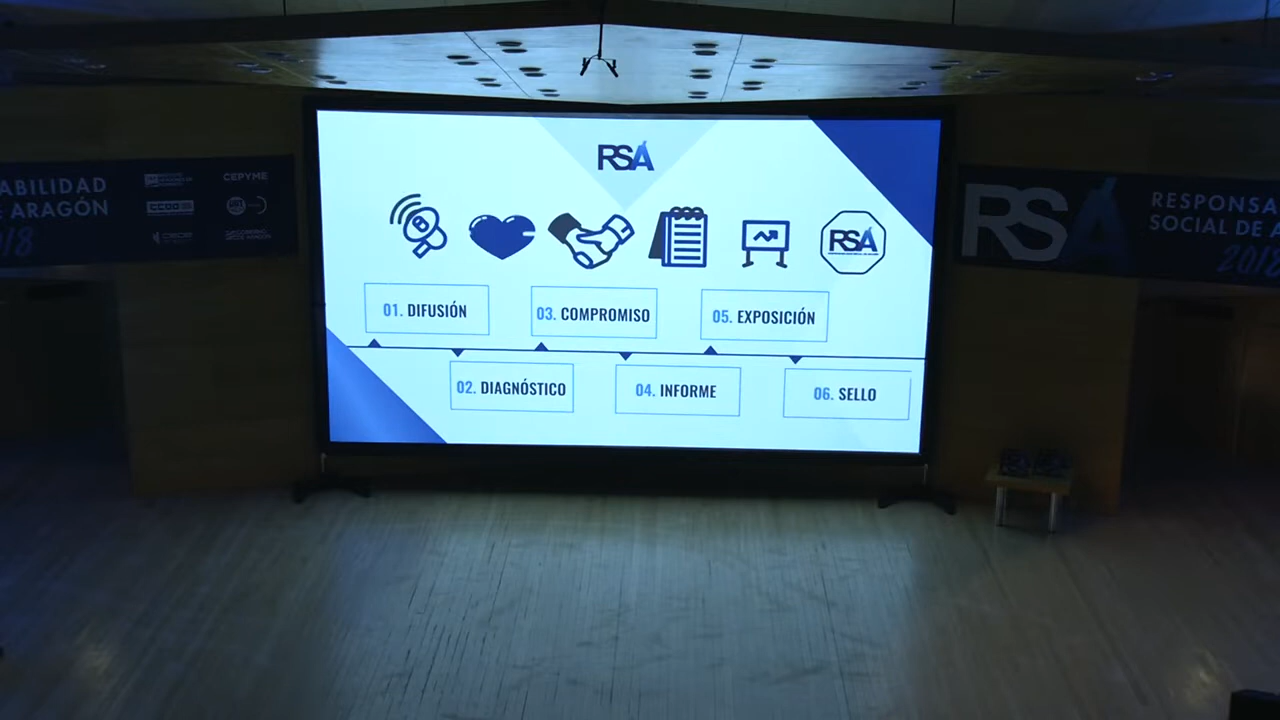 RSA
RSA
01. DIFUSIÓN
03. COMPROMISO
05. EXPOSICIÓN
02. DIAGNÓSTICO
04. INFORME
06. SELLO
ABILIDAD
E ARAGÓN
2018
CEPYME
CCOO
UGT
RSA
RESPONSA
SOCIAL DE A
2018